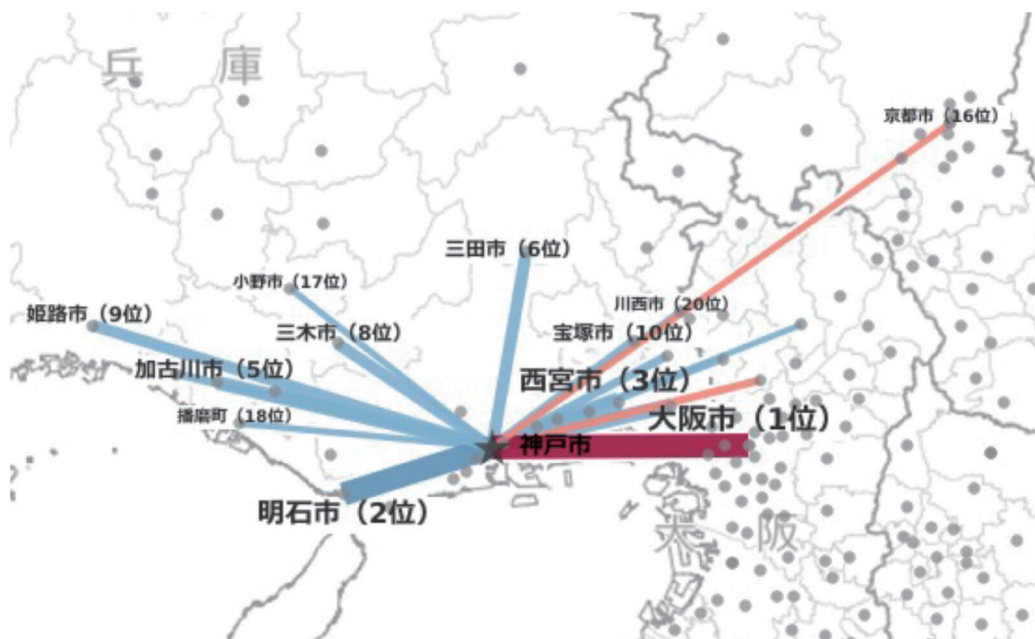 兵 庫
京都市（16位）
三田市（6位）
小野市（17位）
川西市（20位）
姫路市（9位）
三木市（8位）
宝塚市（10位）
加古川市（5位）
西宮市（3位）
播磨町（18位）
大阪市（1位）
神戸市
明石市（2位）
大 阪